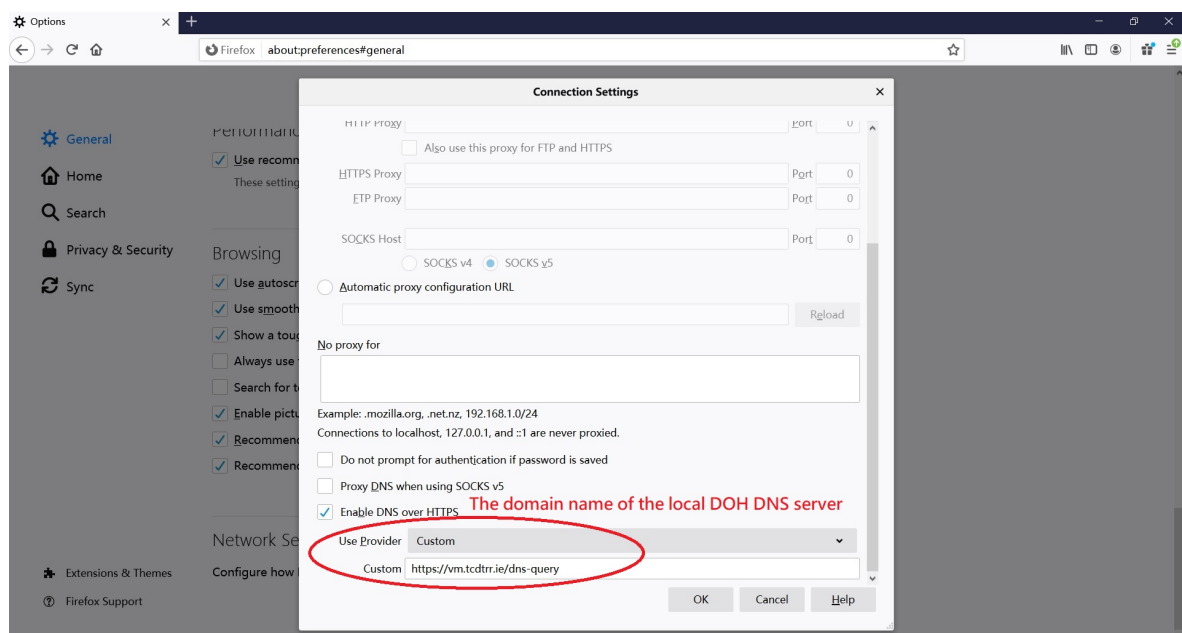 Options
Firefox about:preferences#general
Connection Settings
General
Home
Search
Privacy & Security
Sync
Extensions & Themes
Firefox Support
Use recomm
These setting
Browsing
Use autoscr
Use smooth
Show a touc
Always use
Search for te
Enable pictu
Recommend
Recommend
Network Se
Configure how
HTTP Proxy Port 0
Also use this proxy for FTP and HTTPS
HTTPS Proxy Port 0
FTP Proxy Port 0
SOCKS Host Port 0
SOCKS v4 SOCKS v5
Automatic proxy configuration URL
Reload
No proxy for
Example: .mozilla.org, .net.nz, 192.168.1.0/24
Connections to localhost, 127.0.0.1, and ::1 are never proxied.
Do not prompt for authentication if password is saved
Proxy DNS when using SOCKS v5
The domain name of the local DOH DNS server
Enable DNS over HTTPS
Use Provider Custom
Custom https://vm.tcdtrr.ie/dns-query
OK Cancel Help